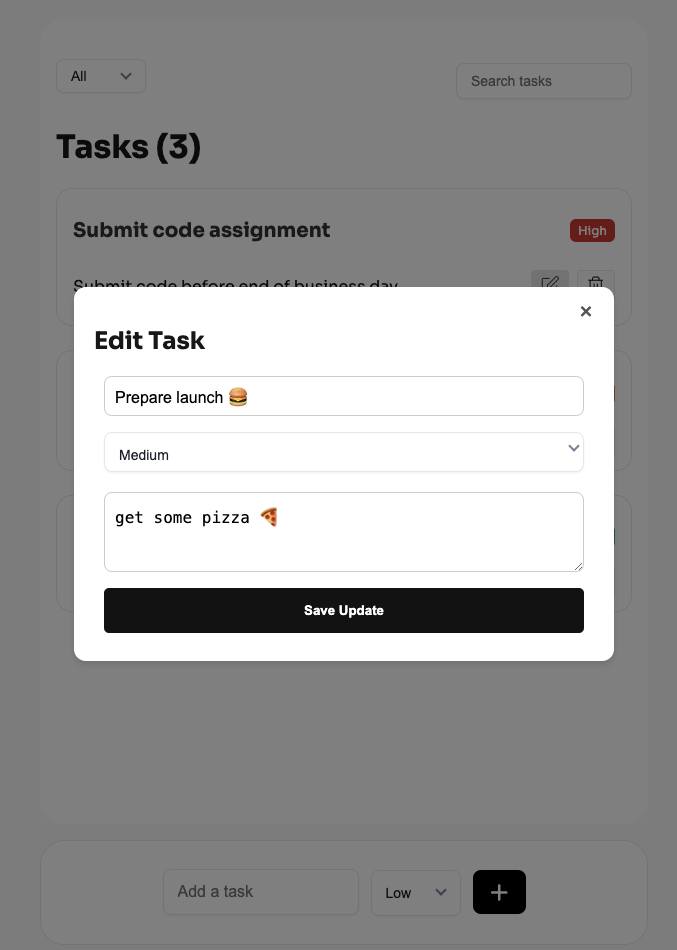 All
Search tasks
Tasks (3)
Submit code assignment
High
Submit code before end of business day
×
Edit Task
Prepare launch 🍔
Medium
get some pizza 🍕
Save Update
Add a task
Low
+